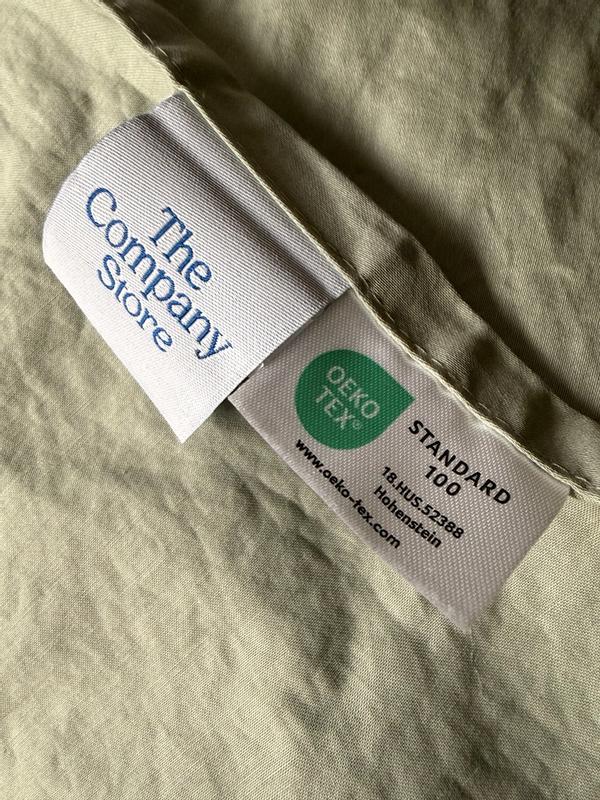 The
Company
Store
OEKO
TEX®
STANDARD
100
18.HUS.52388
Hohenstein
www.oeko-tex.com